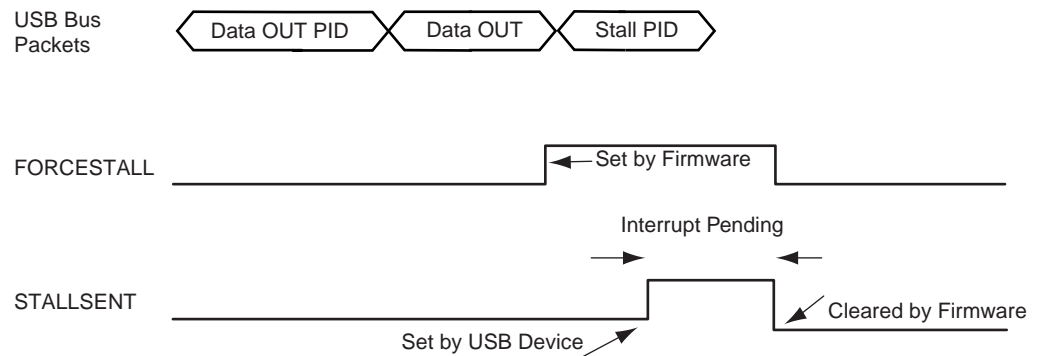 USB Bus
Packets
Data OUT PID
Data OUT
Stall PID
FORCESTALL
Set by Firmware
Interrupt Pending
STALLSENT
Cleared by Firmware
Set by USB Device